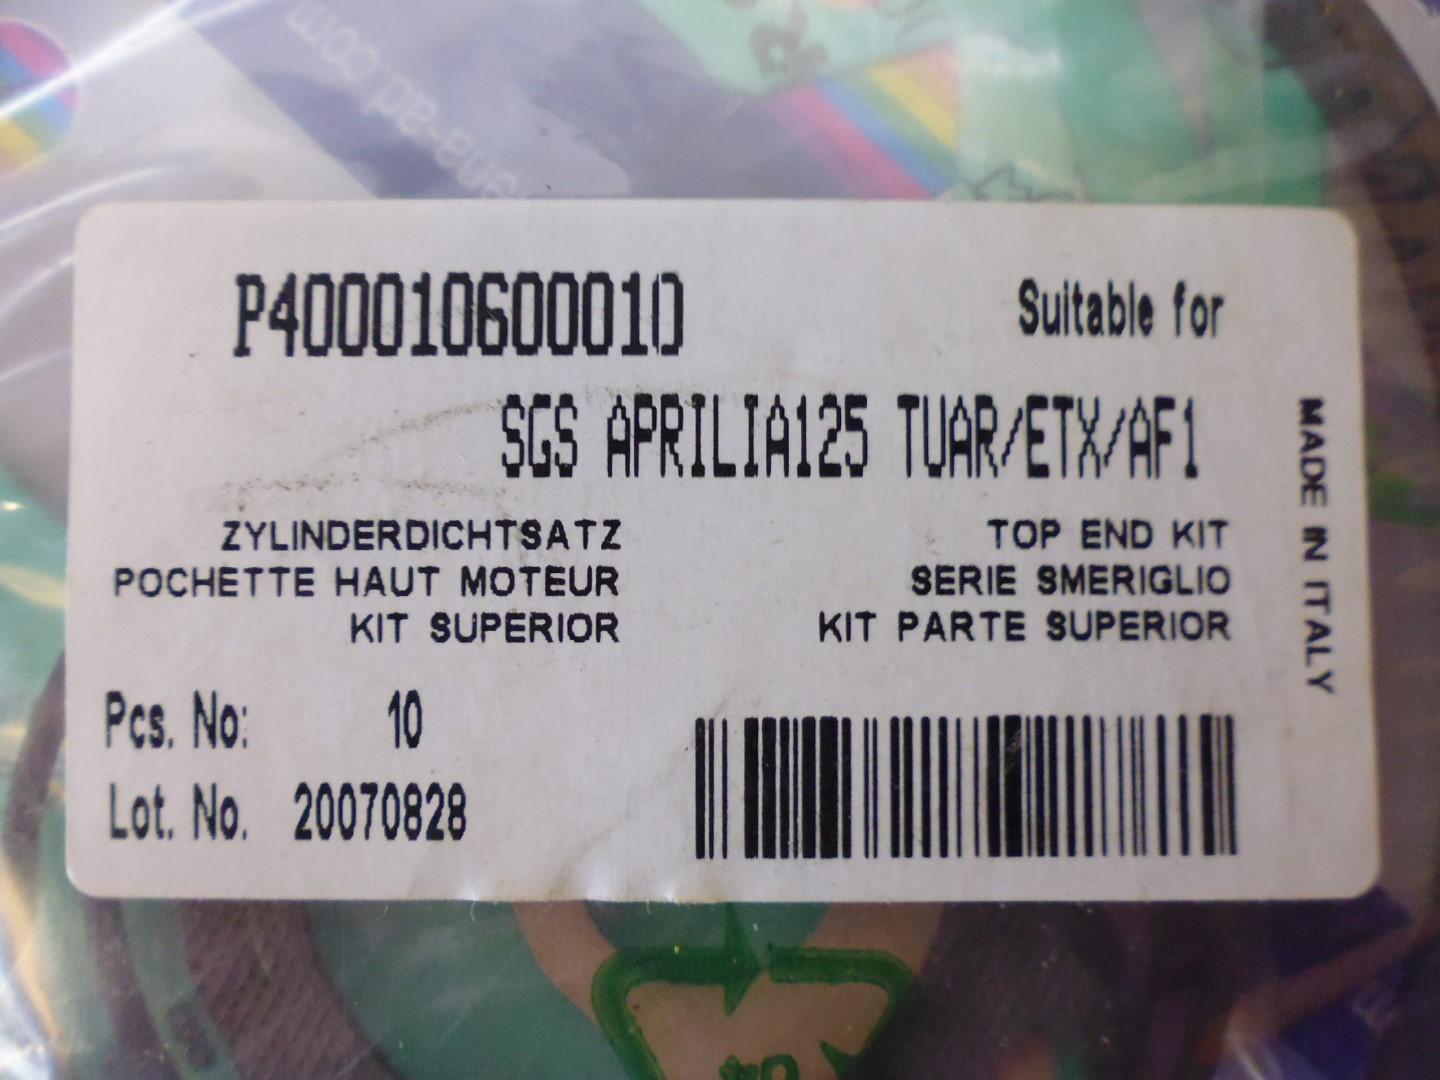 P400010600010
Suitable for
SGS APRILIA125 TUAR/ETX/AF1
ZYLINDERDICHTSATZ
POCHETTE HAUT MOTEUR
KIT SUPERIOR
TOP END KIT
SERIE SMERIGLIO
KIT PARTE SUPERIOR
Pcs. No: 10
Lot. No. 20070828
MADE IN ITALY